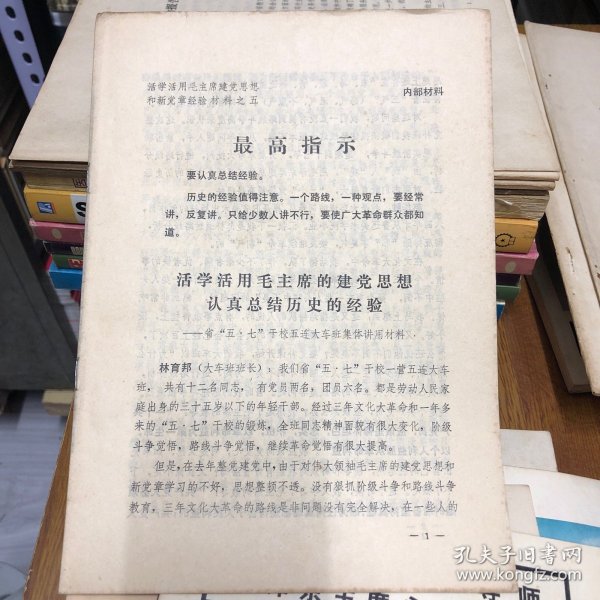 活学活用毛主席建党思想
和新党章经验材料之五
内部材料
最高指示
要认真总结经验。
历史的经验值得注意。一个路线，一种观点，要经常
讲，反复讲。只给少数人讲不行，要使广大革命群众都知
道。
活学活用毛主席的建党思想
认真总结历史的经验
——省“五·七”干校五连大车班集体讲用材料
林育邦（大车班班长）：我们省“五·七”干校一营五连大车
班，共有十二名同志，有党员两名，团员六名。都是劳动人民家
庭出身的三十五岁以下的年轻干部。经过三年文化大革命和一年多
来的“五·七”干校的锻炼，全班同志精神面貌有很大变化，阶级
斗争觉悟，路线斗争觉悟，继续革命觉悟有很大提高。
但是，在去年整党建党中，由于对伟大领袖毛主席的建党思想和
新党章学习的不好，思想整顿不透。没有狠抓阶级斗争和路线斗争
教育，三年文化大革命的路线是非问题没有完全解决，在一些人的
—1—
孔夫子旧书网
www.kongfz.com